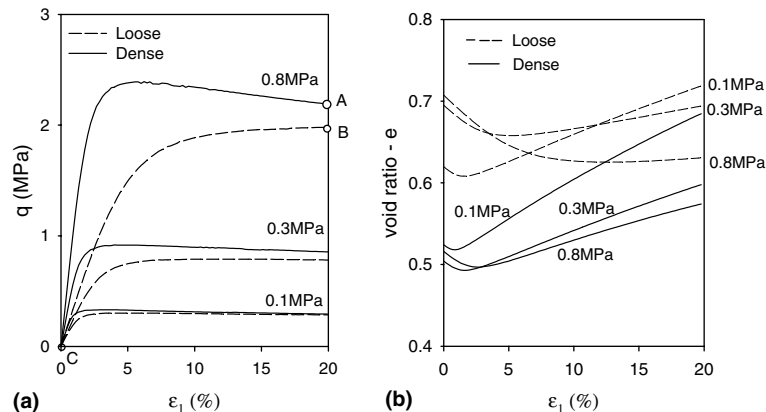 3
2
1
0
q (MPa)
Loose
Dense
0.8MPa
A
B
0.3MPa
0.1MPa
C
0
5
10
15
20
(a)
ε₁ (%)
0.8
0.7
0.6
0.5
0.4
void ratio - e
Loose
Dense
0.1MPa
0.3MPa
0.8MPa
0.1MPa
0.3MPa
0.8MPa
0
5
10
15
20
(b)
ε₁ (%)